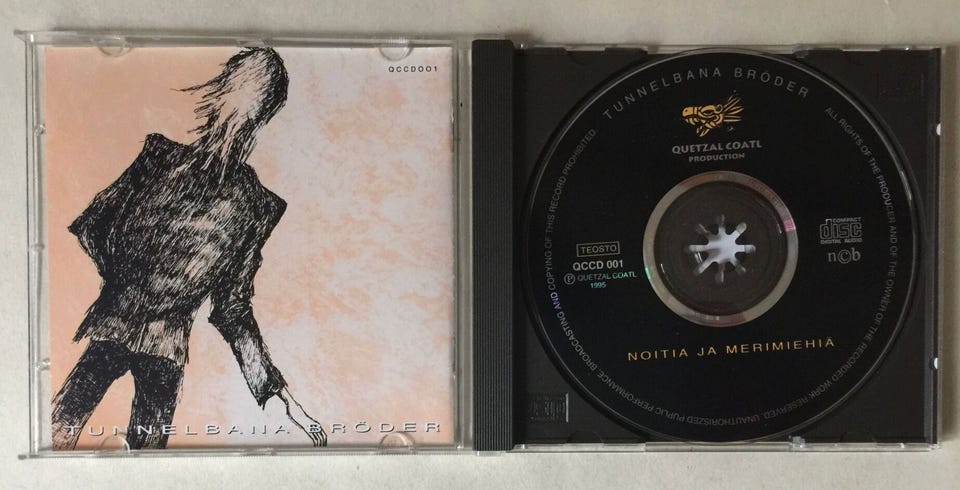 QCCD001
TUNNELBANA BRÖDER
TUNNELBANA BRÖDER
QUETZAL COATL
PRODUCTION
TEOSTO
QCCD 001
Ⓟ QUETZAL COATL
1995
COMPACT
disc
DIGITAL AUDIO
n©b
NOITIA JA MERIMIEHIÄ
ALL RIGHTS OF THE PRODUCER AND OF THE OWNER OF THE RECORDED WORK RESERVED. UNAUTHORISZED PUPLIC PERFORMANCE BROADCASTING AND COPYING OF THIS RECORD PROHIBITED.